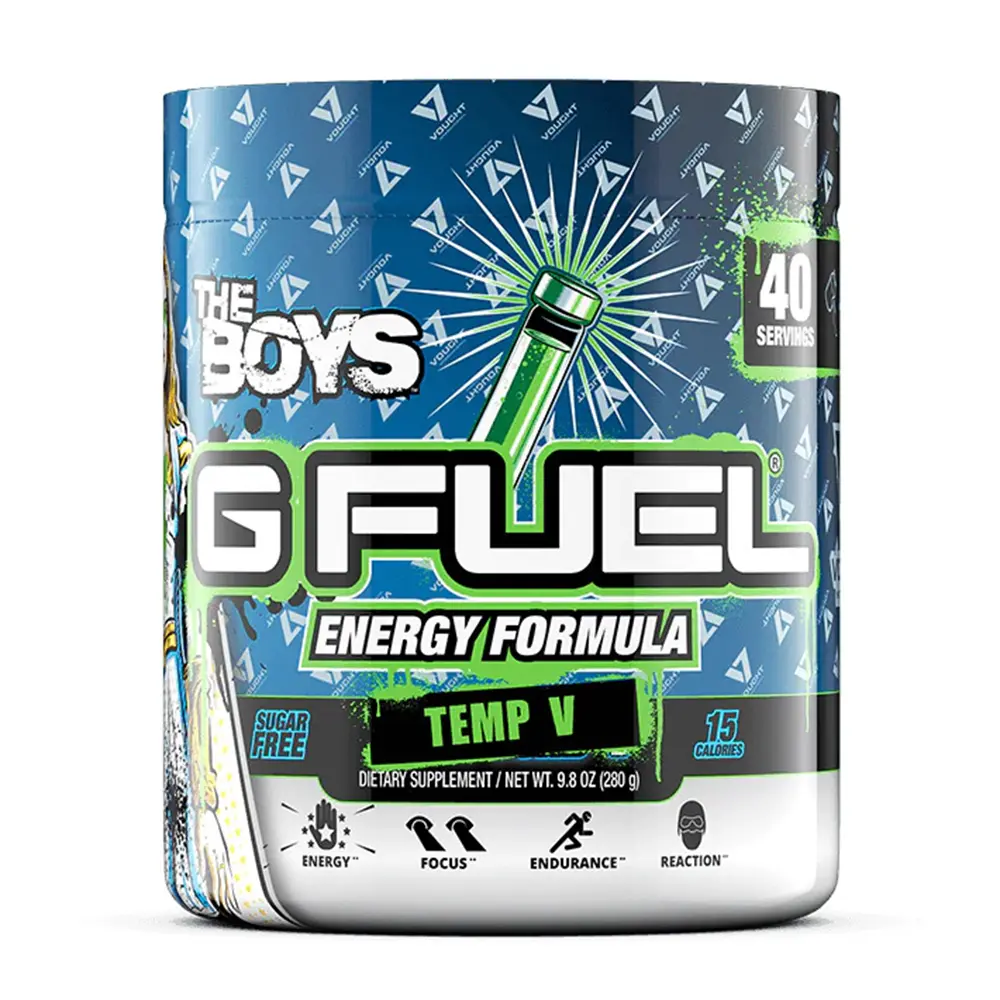 VOUGHT
THE
BOYS
40
SERVINGS
G FUEL®
ENERGY FORMULA
TEMP V
SUGAR
FREE
15
CALORIES
DIETARY SUPPLEMENT / NET WT. 9.8 OZ (280 g)
ENERGY**
FOCUS**
ENDURANCE**
REACTION**